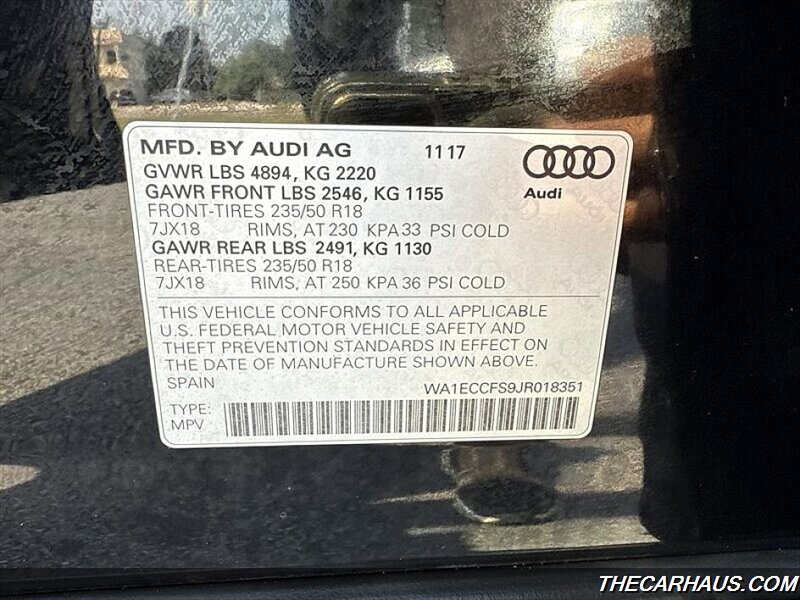 MFD. BY AUDI AG 11 17
GVWR LBS 4894, KG 2220
GAWR FRONT LBS 2546, KG 1155
Audi
FRONT-TIRES 235/50 R18
7JX18 RIMS, AT 230 KPA 33 PSI COLD
GAWR REAR LBS 2491, KG 1130
REAR-TIRES 235/50 R18
7JX18 RIMS, AT 250 KPA 36 PSI COLD
THIS VEHICLE CONFORMS TO ALL APPLICABLE
U.S. FEDERAL MOTOR VEHICLE SAFETY AND
THEFT PREVENTION STANDARDS IN EFFECT ON
THE DATE OF MANUFACTURE SHOWN ABOVE.
SPAIN WA1ECCFS9JR018351
TYPE:
MPV
THECARHAUS.COM